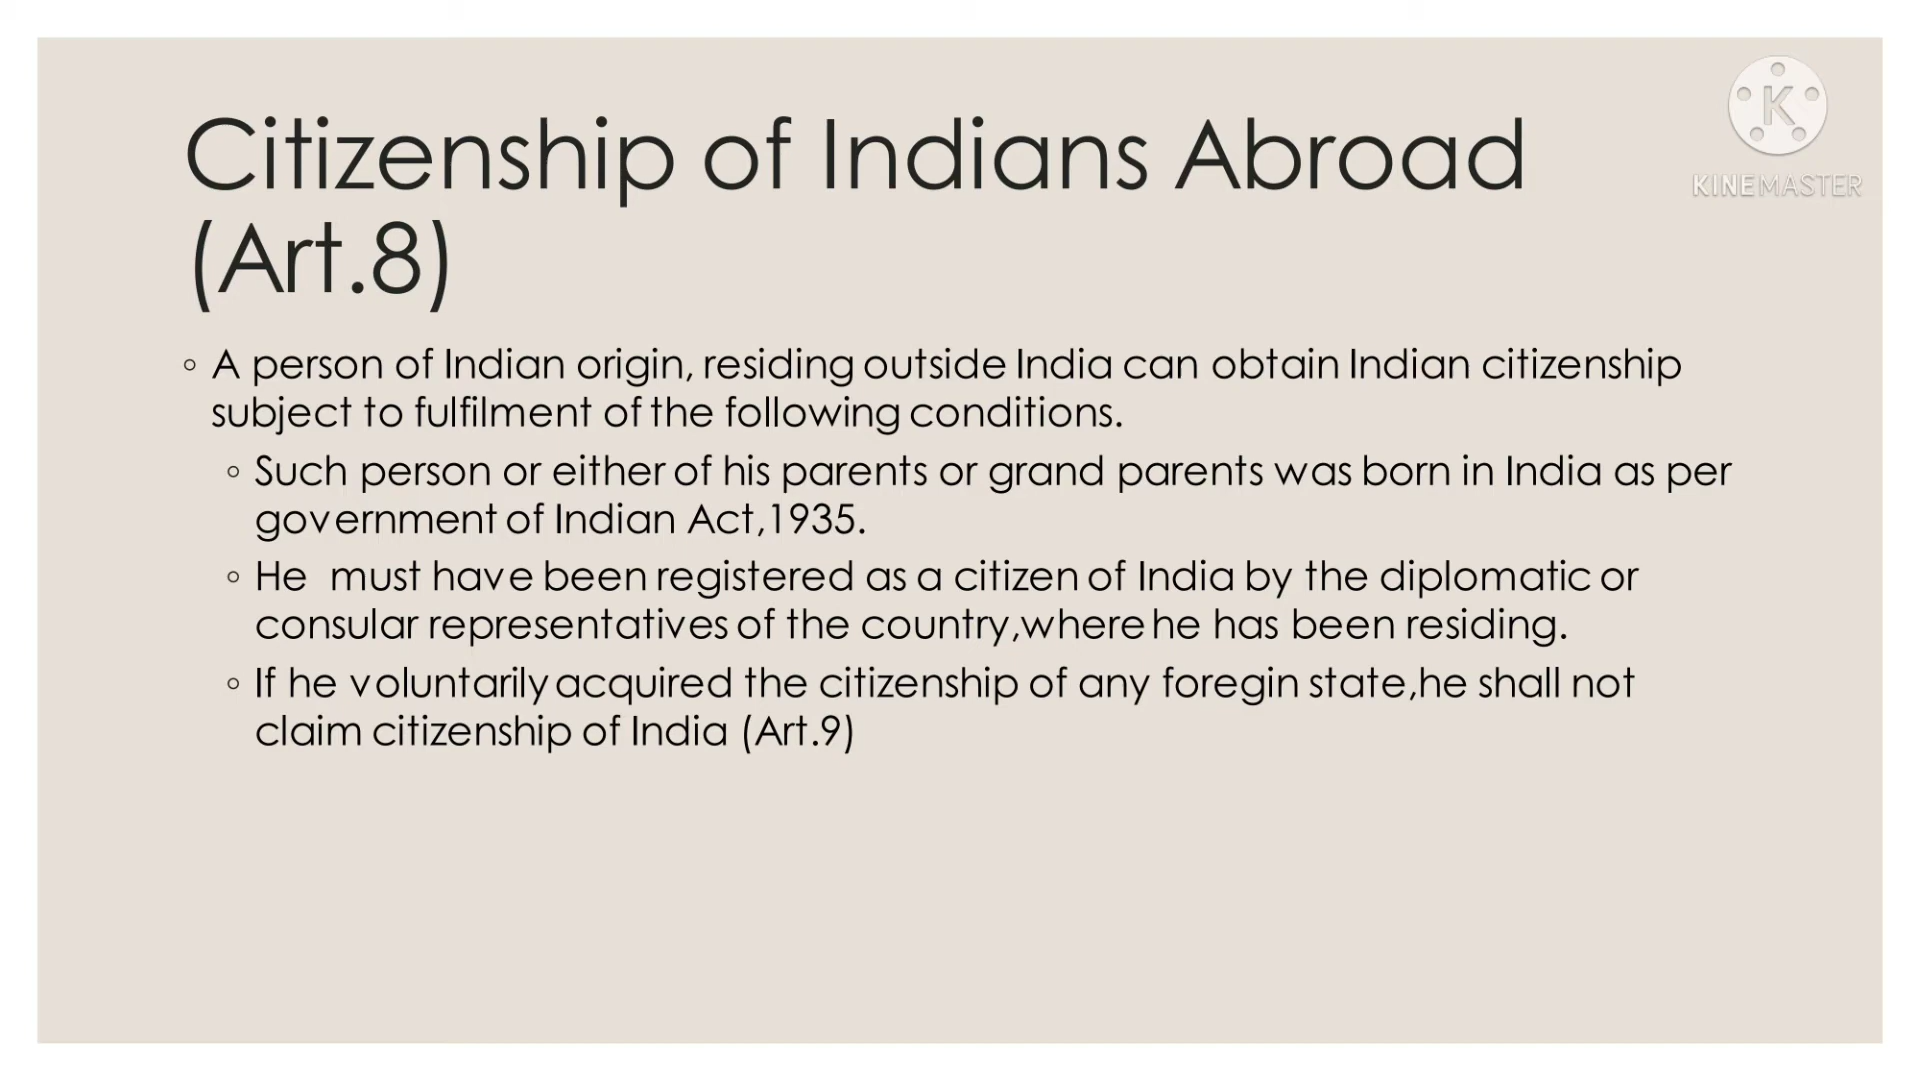 Citizenship of Indians Abroad
(Art.8)
K
KINEMASTER
◦ A person of Indian origin, residing outside India can obtain Indian citizenship
subject to fulfilment of the following conditions.
◦ Such person or either of his parents or grand parents was born in India as per
government of Indian Act,1935.
◦ He must have been registered as a citizen of India by the diplomatic or
consular representatives of the country,where he has been residing.
◦ If he voluntarily acquired the citizenship of any foregin state,he shall not
claim citizenship of India (Art.9)